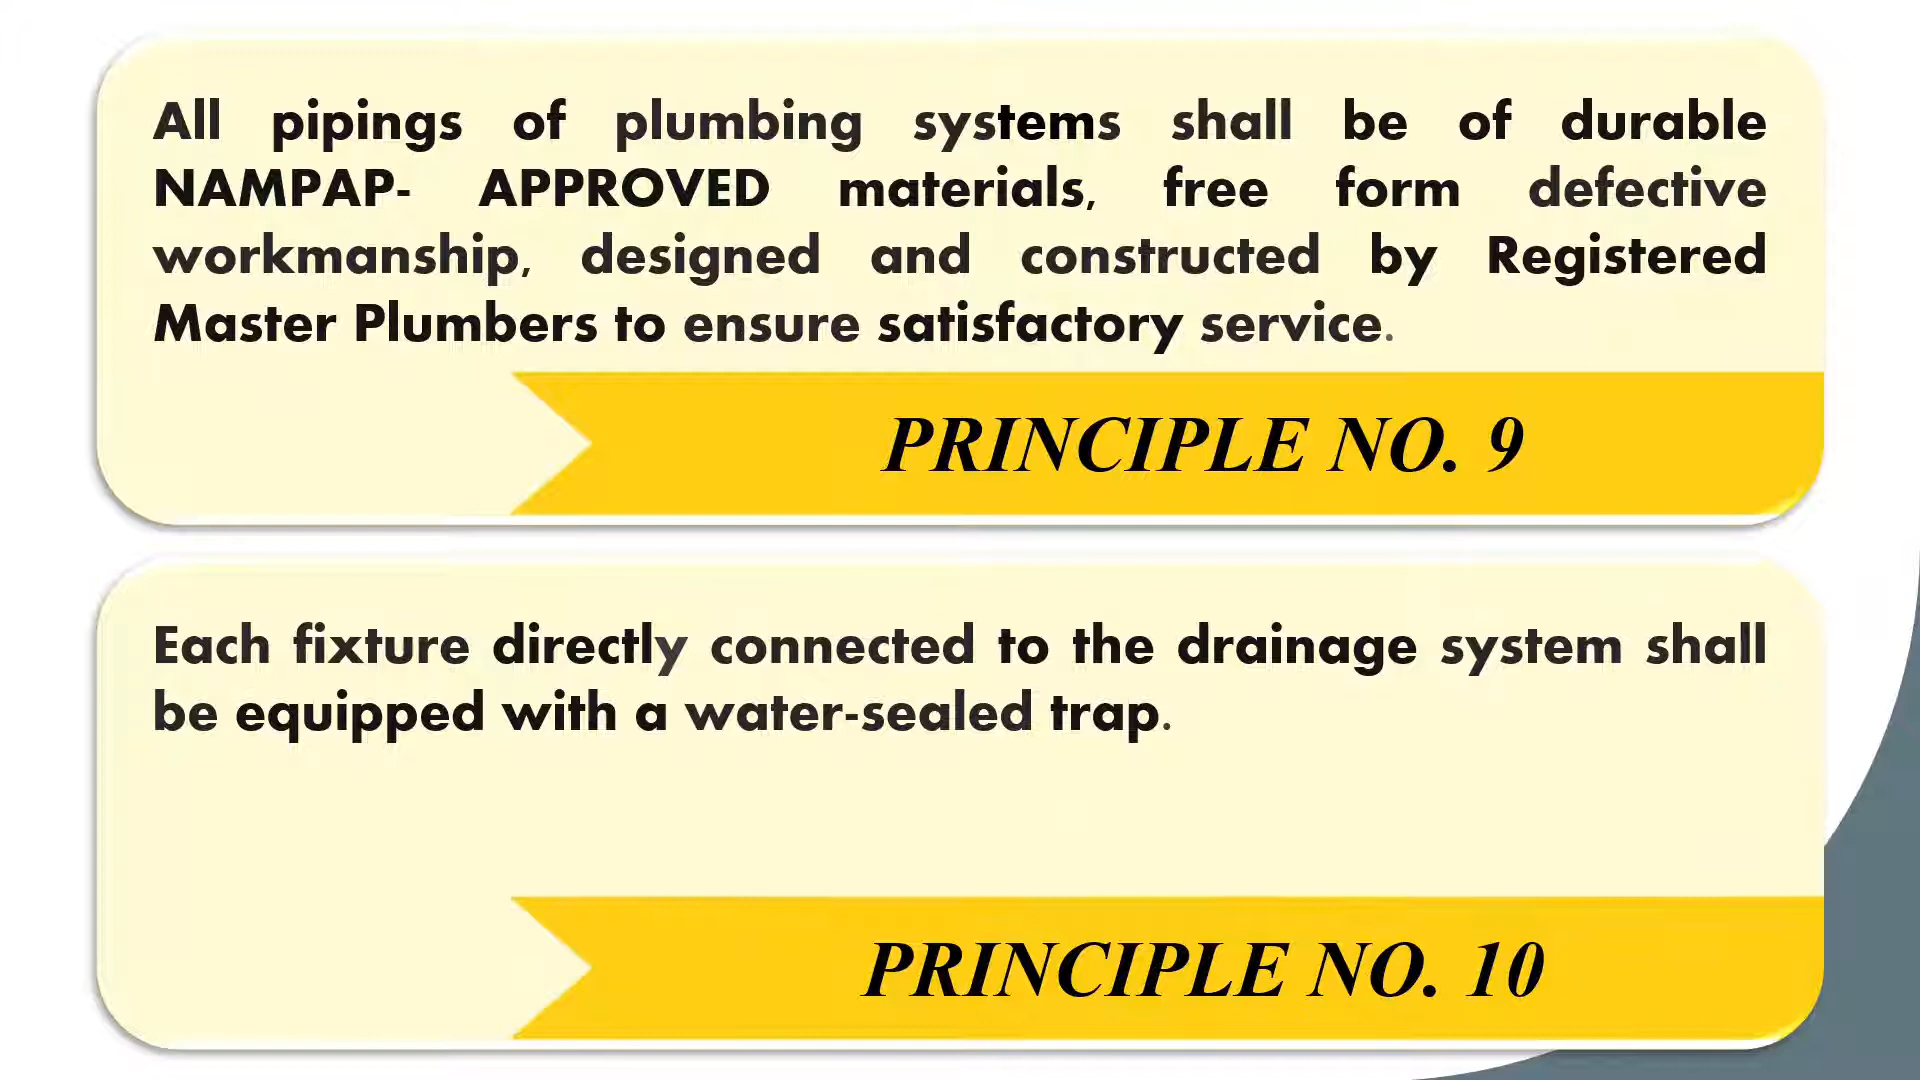 All pipings of plumbing systems shall be of durable
NAMPAP- APPROVED materials, free form defective
workmanship, designed and constructed by Registered
Master Plumbers to ensure satisfactory service.
PRINCIPLE NO. 9
Each fixture directly connected to the drainage system shall
be equipped with a water-sealed trap.
PRINCIPLE NO. 10